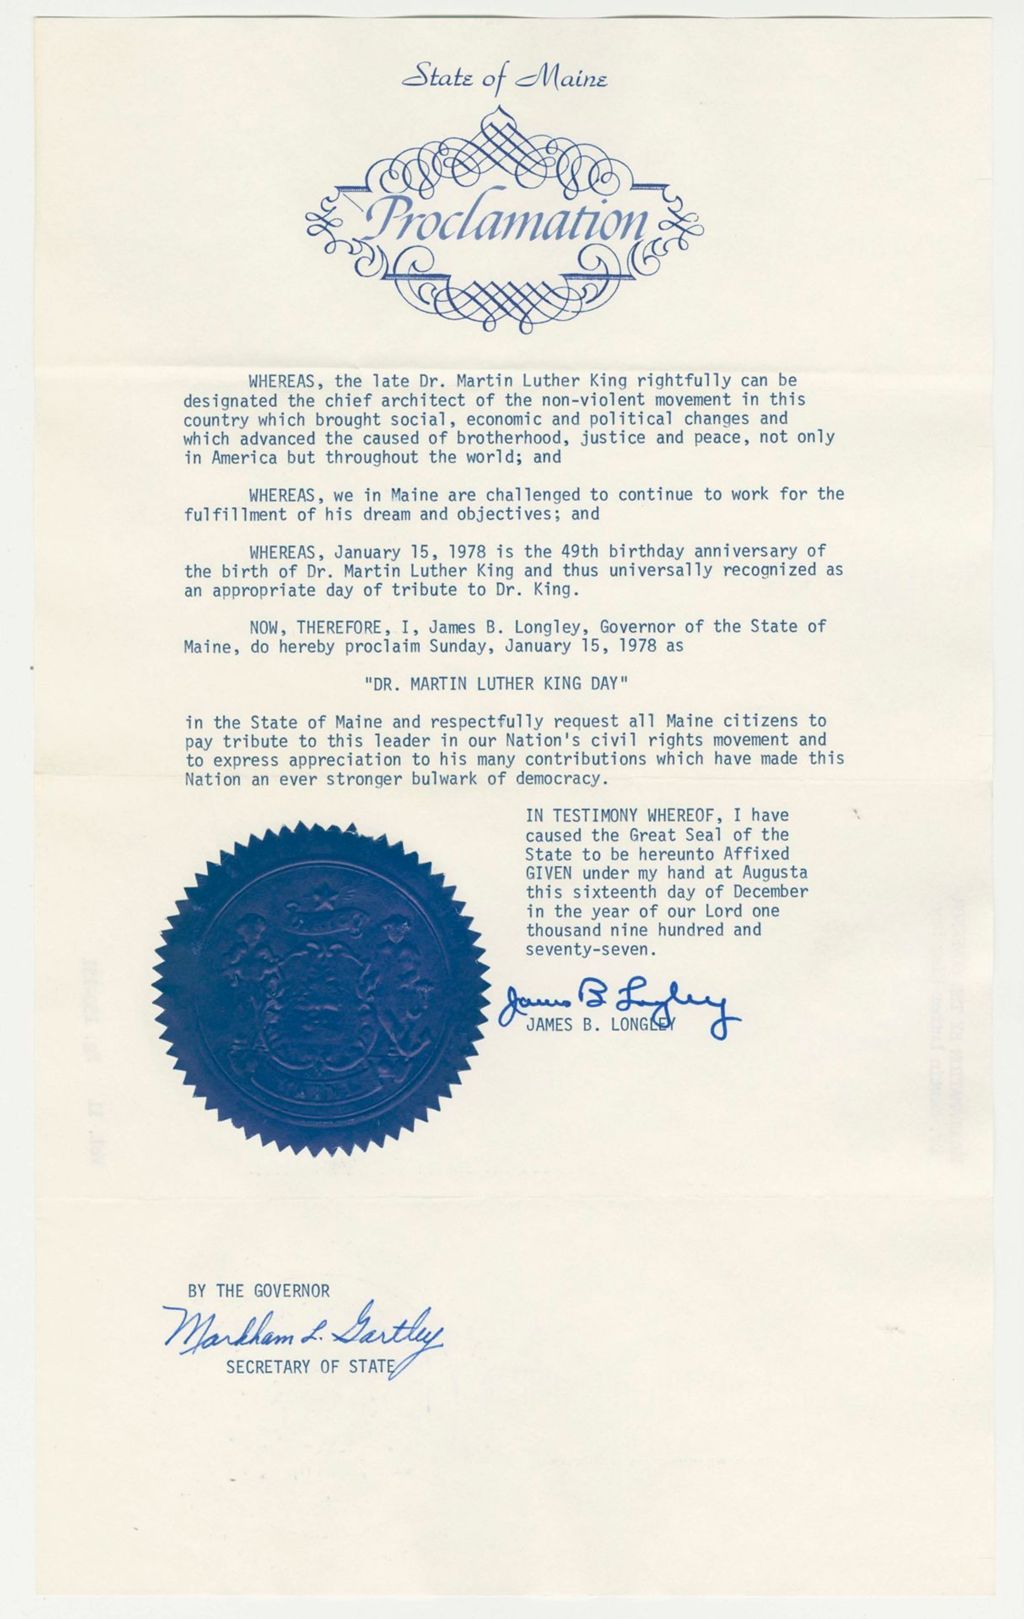 State of Maine
Proclamation
WHEREAS, the late Dr. Martin Luther King rightfully can be
designated the chief architect of the non-violent movement in this
country which brought social, economic and political changes and
which advanced the caused of brotherhood, justice and peace, not only
in America but throughout the world; and
WHEREAS, we in Maine are challenged to continue to work for the
fulfillment of his dream and objectives; and
WHEREAS, January 15, 1978 is the 49th birthday anniversary of
the birth of Dr. Martin Luther King and thus universally recognized as
an appropriate day of tribute to Dr. King.
NOW, THEREFORE, I, James B. Longley, Governor of the State of
Maine, do hereby proclaim Sunday, January 15, 1978 as
"DR. MARTIN LUTHER KING DAY"
in the State of Maine and respectfully request all Maine citizens to
pay tribute to this leader in our Nation's civil rights movement and
to express appreciation to his many contributions which have made this
Nation an ever stronger bulwark of democracy.
IN TESTIMONY WHEREOF, I have
caused the Great Seal of the
State to be hereunto Affixed
GIVEN under my hand at Augusta
this sixteenth day of December
in the year of our Lord one
thousand nine hundred and
seventy-seven.
James B Longley
JAMES B. LONGLEY
BY THE GOVERNOR
Markham L. Gartley
SECRETARY OF STATE